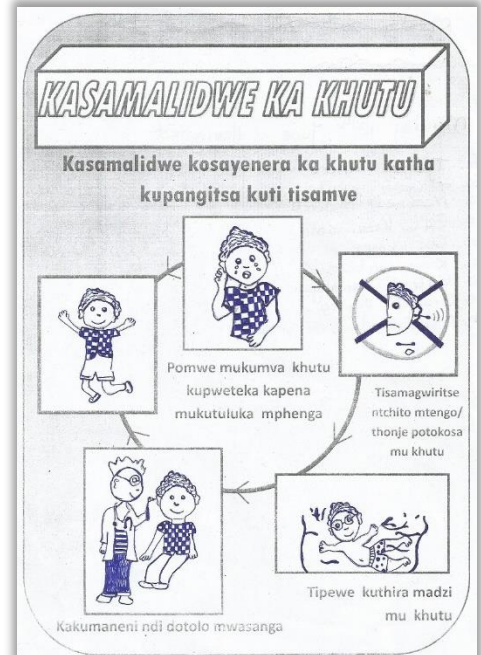 KASAMALIDWE KA KHUTU
Kasamalidwe kosayenera ka khutu katha
kupangitsa kuti tisamve
Pomwe mukumva khutu
kupweteka kapena
mukutuluka mphenga
Tisamagwiritse
ntchito mtengo/
thonje potokosa
mu khutu
Tipewe kuthira madzi
mu khutu
Kakumaneni ndi dotolo mwasanga